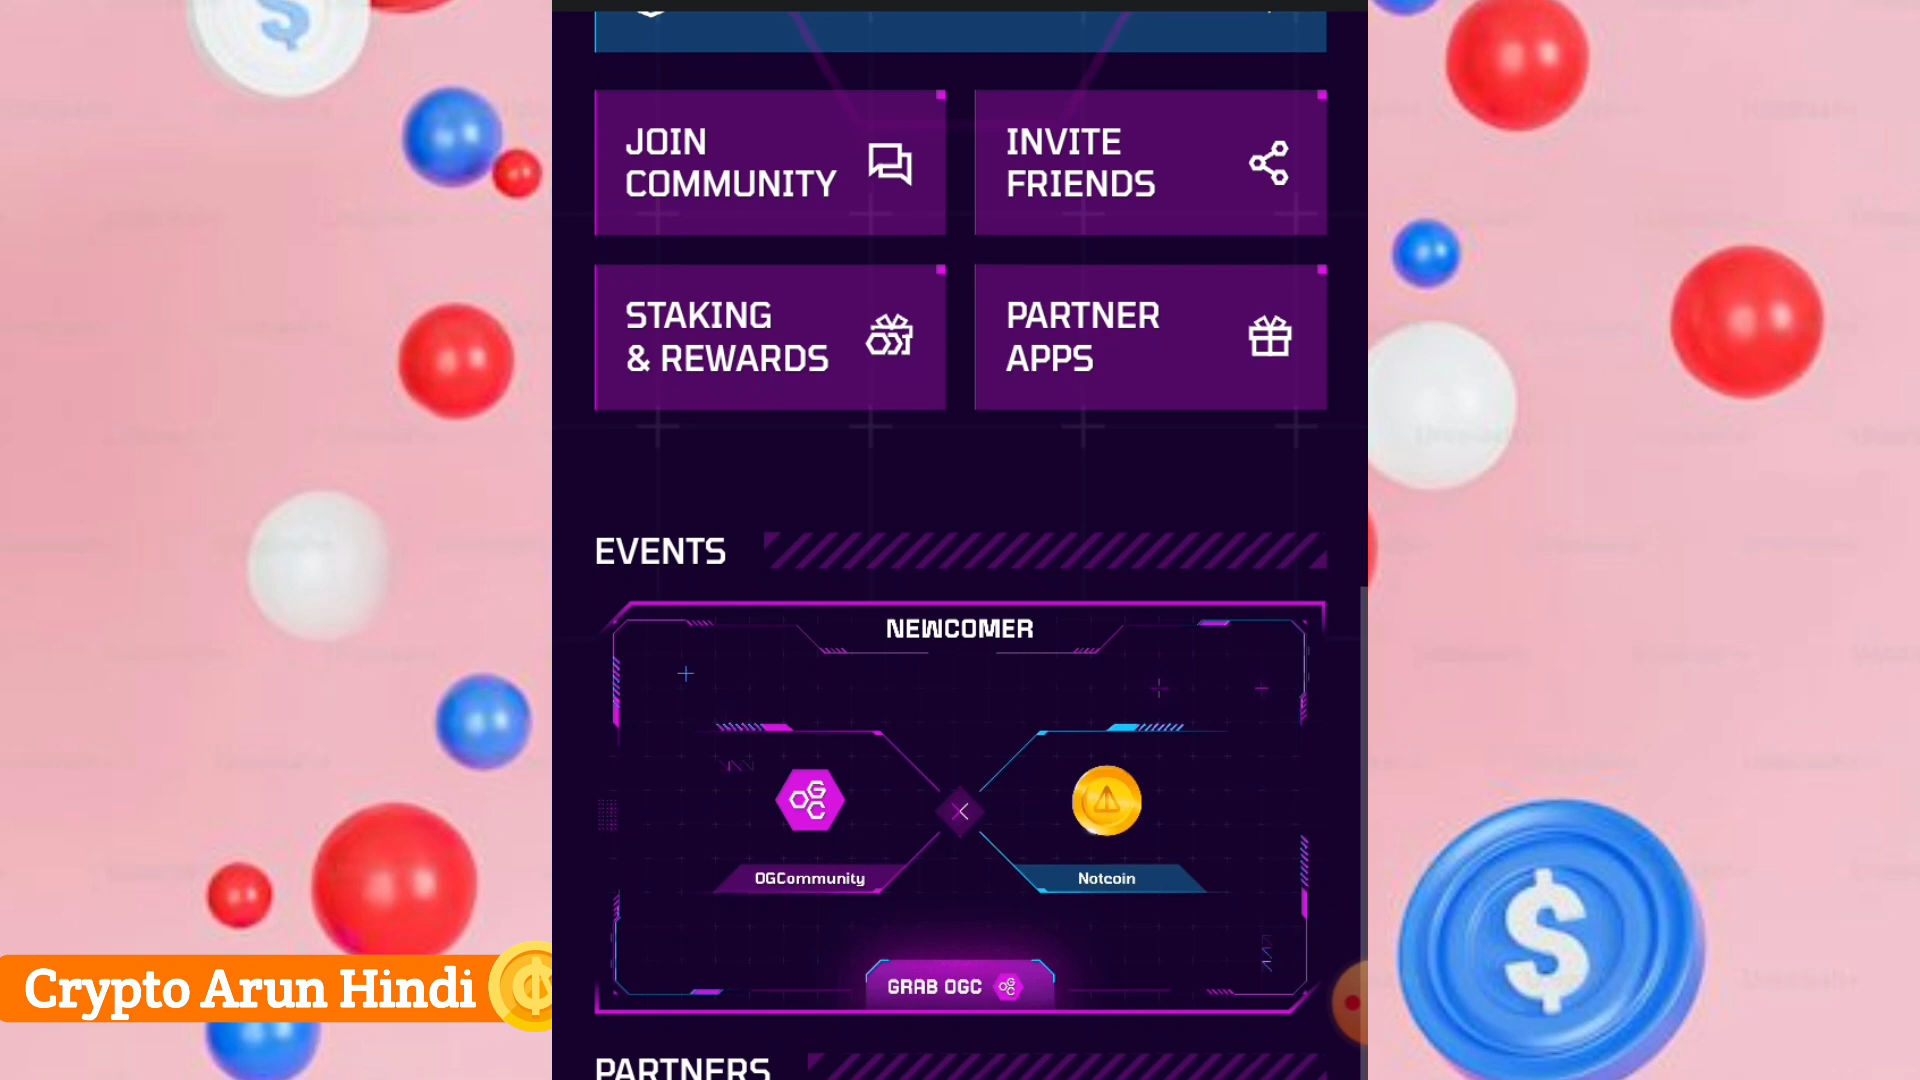 JOIN
COMMUNITY
INVITE
FRIENDS
STAKING
& REWARDS
PARTNER
APPS
EVENTS
NEWCOMER
OGCommunity
Notcoin
GRAB OGC
PARTNERS
Crypto Arun Hindi